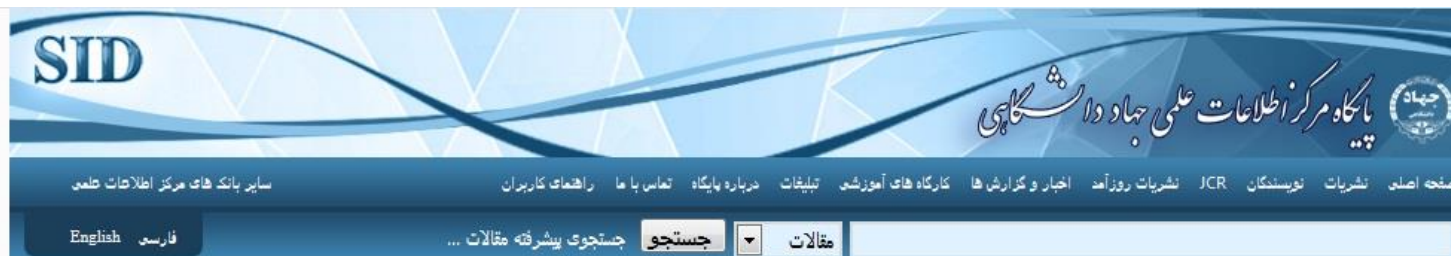 SID
پایگاه مرکز اطلاعات علمی جهاد دانشگاهی
جهاد
صفحه اصلی نشریات نویسندگان JCR نشریات روزآمد اخبار و گزارش ها کارگاه های آموزشی تبلیغات درباره پایگاه تماس با ما راهنمای کاربران سایر بانک های مرکز اطلاعات علمی
مقالات جستجو جستجوی پیشرفته مقالات ... فارسی English